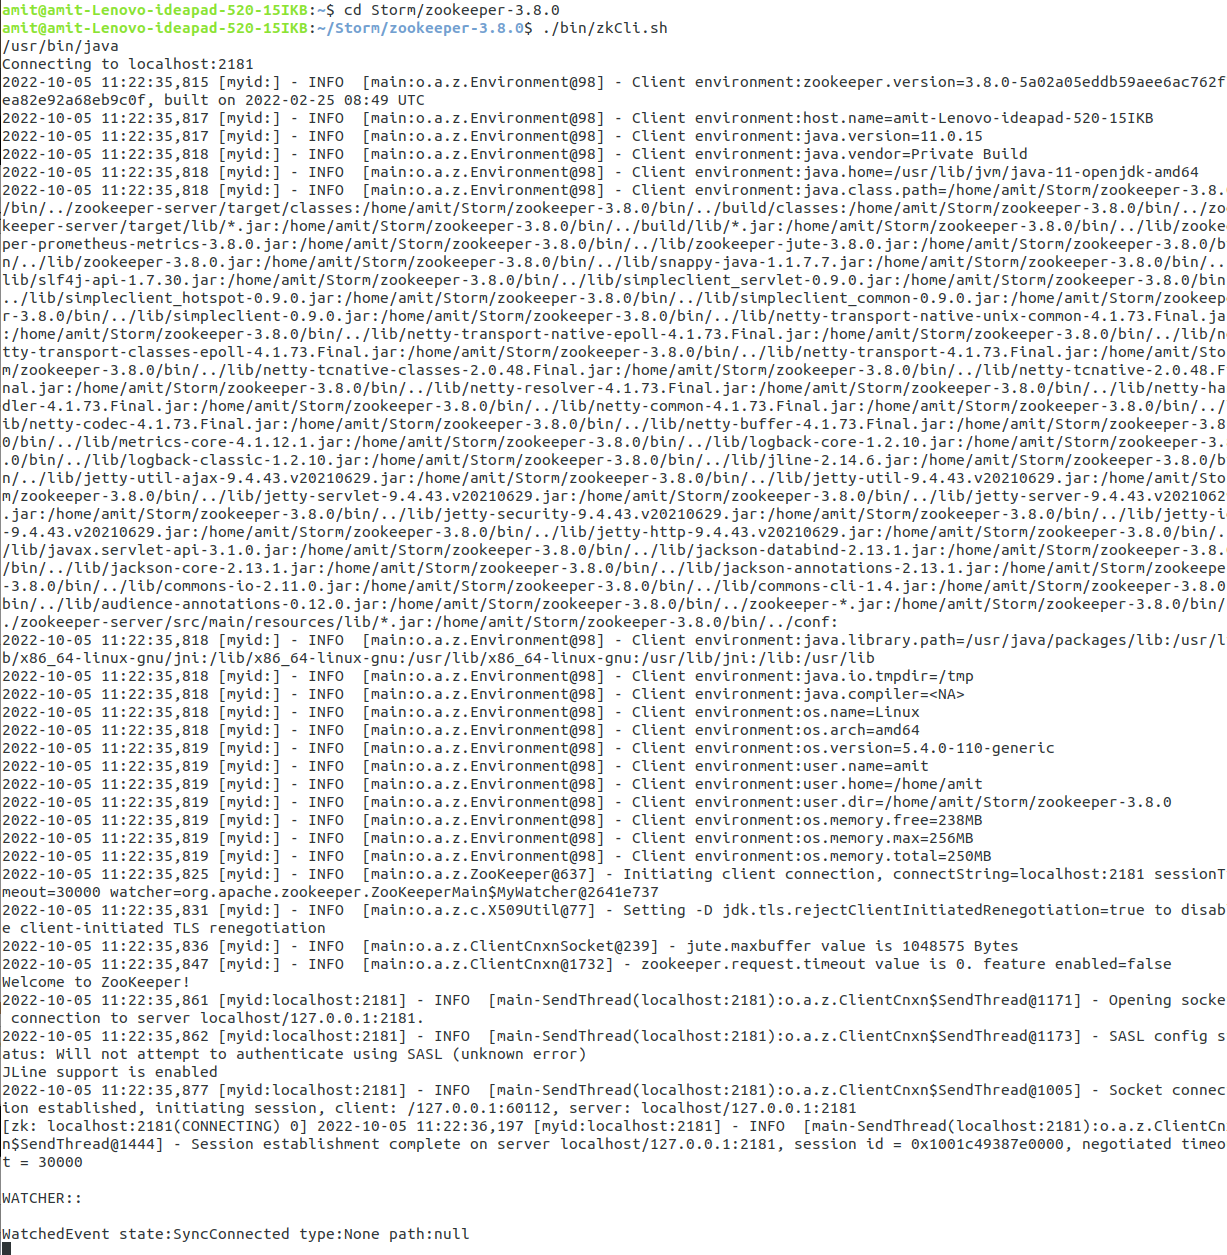 amit@amit-Lenovo-ideapad-520-15IKB:~$ cd Storm/zookeeper-3.8.0
amit@amit-Lenovo-ideapad-520-15IKB:~/Storm/zookeeper-3.8.0$ ./bin/zkCli.sh
/usr/bin/java
Connecting to localhost:2181
2022-10-05 11:22:35,815 [myid:] - INFO  [main:o.a.z.Environment@98] - Client environment:zookeeper.version=3.8.0-5a02a05eddb59aee6ac762f
ea82e92a68eb9c0f, built on 2022-02-25 08:49 UTC
2022-10-05 11:22:35,817 [myid:] - INFO  [main:o.a.z.Environment@98] - Client environment:host.name=amit-Lenovo-ideapad-520-15IKB
2022-10-05 11:22:35,817 [myid:] - INFO  [main:o.a.z.Environment@98] - Client environment:java.version=11.0.15
2022-10-05 11:22:35,818 [myid:] - INFO  [main:o.a.z.Environment@98] - Client environment:java.vendor=Private Build
2022-10-05 11:22:35,818 [myid:] - INFO  [main:o.a.z.Environment@98] - Client environment:java.home=/usr/lib/jvm/java-11-openjdk-amd64
2022-10-05 11:22:35,818 [myid:] - INFO  [main:o.a.z.Environment@98] - Client environment:java.class.path=/home/amit/Storm/zookeeper-3.8.
/bin/../zookeeper-server/target/classes:/home/amit/Storm/zookeeper-3.8.0/bin/../build/classes:/home/amit/Storm/zookeeper-3.8.0/bin/../zo
keeper-server/target/lib/*.jar:/home/amit/Storm/zookeeper-3.8.0/bin/../build/lib/*.jar:/home/amit/Storm/zookeeper-3.8.0/bin/../lib/zooke
per-prometheus-metrics-3.8.0.jar:/home/amit/Storm/zookeeper-3.8.0/bin/../lib/zookeeper-jute-3.8.0.jar:/home/amit/Storm/zookeeper-3.8.0/b
n/../lib/zookeeper-3.8.0.jar:/home/amit/Storm/zookeeper-3.8.0/bin/../lib/snappy-java-1.1.7.7.jar:/home/amit/Storm/zookeeper-3.8.0/bin/..
lib/slf4j-api-1.7.30.jar:/home/amit/Storm/zookeeper-3.8.0/bin/../lib/simpleclient_servlet-0.9.0.jar:/home/amit/Storm/zookeeper-3.8.0/bin
../lib/simpleclient_hotspot-0.9.0.jar:/home/amit/Storm/zookeeper-3.8.0/bin/../lib/simpleclient_common-0.9.0.jar:/home/amit/Storm/zookeep
r-3.8.0/bin/../lib/simpleclient-0.9.0.jar:/home/amit/Storm/zookeeper-3.8.0/bin/../lib/netty-transport-native-unix-common-4.1.73.Final.ja
:/home/amit/Storm/zookeeper-3.8.0/bin/../lib/netty-transport-native-epoll-4.1.73.Final.jar:/home/amit/Storm/zookeeper-3.8.0/bin/../lib/n
tty-transport-classes-epoll-4.1.73.Final.jar:/home/amit/Storm/zookeeper-3.8.0/bin/../lib/netty-transport-4.1.73.Final.jar:/home/amit/Sto
m/zookeeper-3.8.0/bin/../lib/netty-tcnative-classes-2.0.48.Final.jar:/home/amit/Storm/zookeeper-3.8.0/bin/../lib/netty-tcnative-2.0.48.F
nal.jar:/home/amit/Storm/zookeeper-3.8.0/bin/../lib/netty-resolver-4.1.73.Final.jar:/home/amit/Storm/zookeeper-3.8.0/bin/../lib/netty-ha
dler-4.1.73.Final.jar:/home/amit/Storm/zookeeper-3.8.0/bin/../lib/netty-common-4.1.73.Final.jar:/home/amit/Storm/zookeeper-3.8.0/bin/../
ib/netty-codec-4.1.73.Final.jar:/home/amit/Storm/zookeeper-3.8.0/bin/../lib/netty-buffer-4.1.73.Final.jar:/home/amit/Storm/zookeeper-3.8
0/bin/../lib/metrics-core-4.1.12.1.jar:/home/amit/Storm/zookeeper-3.8.0/bin/../lib/logback-core-1.2.10.jar:/home/amit/Storm/zookeeper-3.
.0/bin/../lib/logback-classic-1.2.10.jar:/home/amit/Storm/zookeeper-3.8.0/bin/../lib/jline-2.14.6.jar:/home/amit/Storm/zookeeper-3.8.0/b
n/../lib/jetty-util-ajax-9.4.43.v20210629.jar:/home/amit/Storm/zookeeper-3.8.0/bin/../lib/jetty-util-9.4.43.v20210629.jar:/home/amit/Sto
m/zookeeper-3.8.0/bin/../lib/jetty-servlet-9.4.43.v20210629.jar:/home/amit/Storm/zookeeper-3.8.0/bin/../lib/jetty-server-9.4.43.v2021062
.jar:/home/amit/Storm/zookeeper-3.8.0/bin/../lib/jetty-security-9.4.43.v20210629.jar:/home/amit/Storm/zookeeper-3.8.0/bin/../lib/jetty-i
-9.4.43.v20210629.jar:/home/amit/Storm/zookeeper-3.8.0/bin/../lib/jetty-http-9.4.43.v20210629.jar:/home/amit/Storm/zookeeper-3.8.0/bin/.
/lib/javax.servlet-api-3.1.0.jar:/home/amit/Storm/zookeeper-3.8.0/bin/../lib/jackson-databind-2.13.1.jar:/home/amit/Storm/zookeeper-3.8.
/bin/../lib/jackson-core-2.13.1.jar:/home/amit/Storm/zookeeper-3.8.0/bin/../lib/jackson-annotations-2.13.1.jar:/home/amit/Storm/zookeepe
-3.8.0/bin/../lib/commons-io-2.11.0.jar:/home/amit/Storm/zookeeper-3.8.0/bin/../lib/commons-cli-1.4.jar:/home/amit/Storm/zookeeper-3.8.0
bin/../lib/audience-annotations-0.12.0.jar:/home/amit/Storm/zookeeper-3.8.0/bin/../zookeeper-*.jar:/home/amit/Storm/zookeeper-3.8.0/bin/
./zookeeper-server/src/main/resources/lib/*.jar:/home/amit/Storm/zookeeper-3.8.0/bin/../conf:
2022-10-05 11:22:35,818 [myid:] - INFO  [main:o.a.z.Environment@98] - Client environment:java.library.path=/usr/java/packages/lib:/usr/l
b/x86_64-linux-gnu/jni:/lib/x86_64-linux-gnu:/usr/lib/x86_64-linux-gnu:/usr/lib/jni:/lib:/usr/lib
2022-10-05 11:22:35,818 [myid:] - INFO  [main:o.a.z.Environment@98] - Client environment:java.io.tmpdir=/tmp
2022-10-05 11:22:35,818 [myid:] - INFO  [main:o.a.z.Environment@98] - Client environment:java.compiler=<NA>
2022-10-05 11:22:35,818 [myid:] - INFO  [main:o.a.z.Environment@98] - Client environment:os.name=Linux
2022-10-05 11:22:35,818 [myid:] - INFO  [main:o.a.z.Environment@98] - Client environment:os.arch=amd64
2022-10-05 11:22:35,819 [myid:] - INFO  [main:o.a.z.Environment@98] - Client environment:os.version=5.4.0-110-generic
2022-10-05 11:22:35,819 [myid:] - INFO  [main:o.a.z.Environment@98] - Client environment:user.name=amit
2022-10-05 11:22:35,819 [myid:] - INFO  [main:o.a.z.Environment@98] - Client environment:user.home=/home/amit
2022-10-05 11:22:35,819 [myid:] - INFO  [main:o.a.z.Environment@98] - Client environment:user.dir=/home/amit/Storm/zookeeper-3.8.0
2022-10-05 11:22:35,819 [myid:] - INFO  [main:o.a.z.Environment@98] - Client environment:os.memory.free=238MB
2022-10-05 11:22:35,819 [myid:] - INFO  [main:o.a.z.Environment@98] - Client environment:os.memory.max=256MB
2022-10-05 11:22:35,819 [myid:] - INFO  [main:o.a.z.Environment@98] - Client environment:os.memory.total=250MB
2022-10-05 11:22:35,825 [myid:] - INFO  [main:o.a.z.ZooKeeper@637] - Initiating client connection, connectString=localhost:2181 sessionT
meout=30000 watcher=org.apache.zookeeper.ZooKeeperMain$MyWatcher@2641e737
2022-10-05 11:22:35,831 [myid:] - INFO  [main:o.a.z.c.X509Util@77] - Setting -D jdk.tls.rejectClientInitiatedRenegotiation=true to disab
e client-initiated TLS renegotiation
2022-10-05 11:22:35,836 [myid:] - INFO  [main:o.a.z.ClientCnxnSocket@239] - jute.maxbuffer value is 1048575 Bytes
2022-10-05 11:22:35,847 [myid:] - INFO  [main:o.a.z.ClientCnxn@1732] - zookeeper.request.timeout value is 0. feature enabled=false
Welcome to ZooKeeper!
2022-10-05 11:22:35,861 [myid:localhost:2181] - INFO  [main-SendThread(localhost:2181):o.a.z.ClientCnxn$SendThread@1171] - Opening socke
 connection to server localhost/127.0.0.1:2181.
2022-10-05 11:22:35,862 [myid:localhost:2181] - INFO  [main-SendThread(localhost:2181):o.a.z.ClientCnxn$SendThread@1173] - SASL config s
atus: Will not attempt to authenticate using SASL (unknown error)
JLine support is enabled
2022-10-05 11:22:35,877 [myid:localhost:2181] - INFO  [main-SendThread(localhost:2181):o.a.z.ClientCnxn$SendThread@1005] - Socket connec
ion established, initiating session, client: /127.0.0.1:60112, server: localhost/127.0.0.1:2181
[zk: localhost:2181(CONNECTING) 0] 2022-10-05 11:22:36,197 [myid:localhost:2181] - INFO  [main-SendThread(localhost:2181):o.a.z.ClientCn
n$SendThread@1444] - Session establishment complete on server localhost/127.0.0.1:2181, session id = 0x1001c49387e0000, negotiated timeo
t = 30000
WATCHER::
WatchedEvent state:SyncConnected type:None path:null